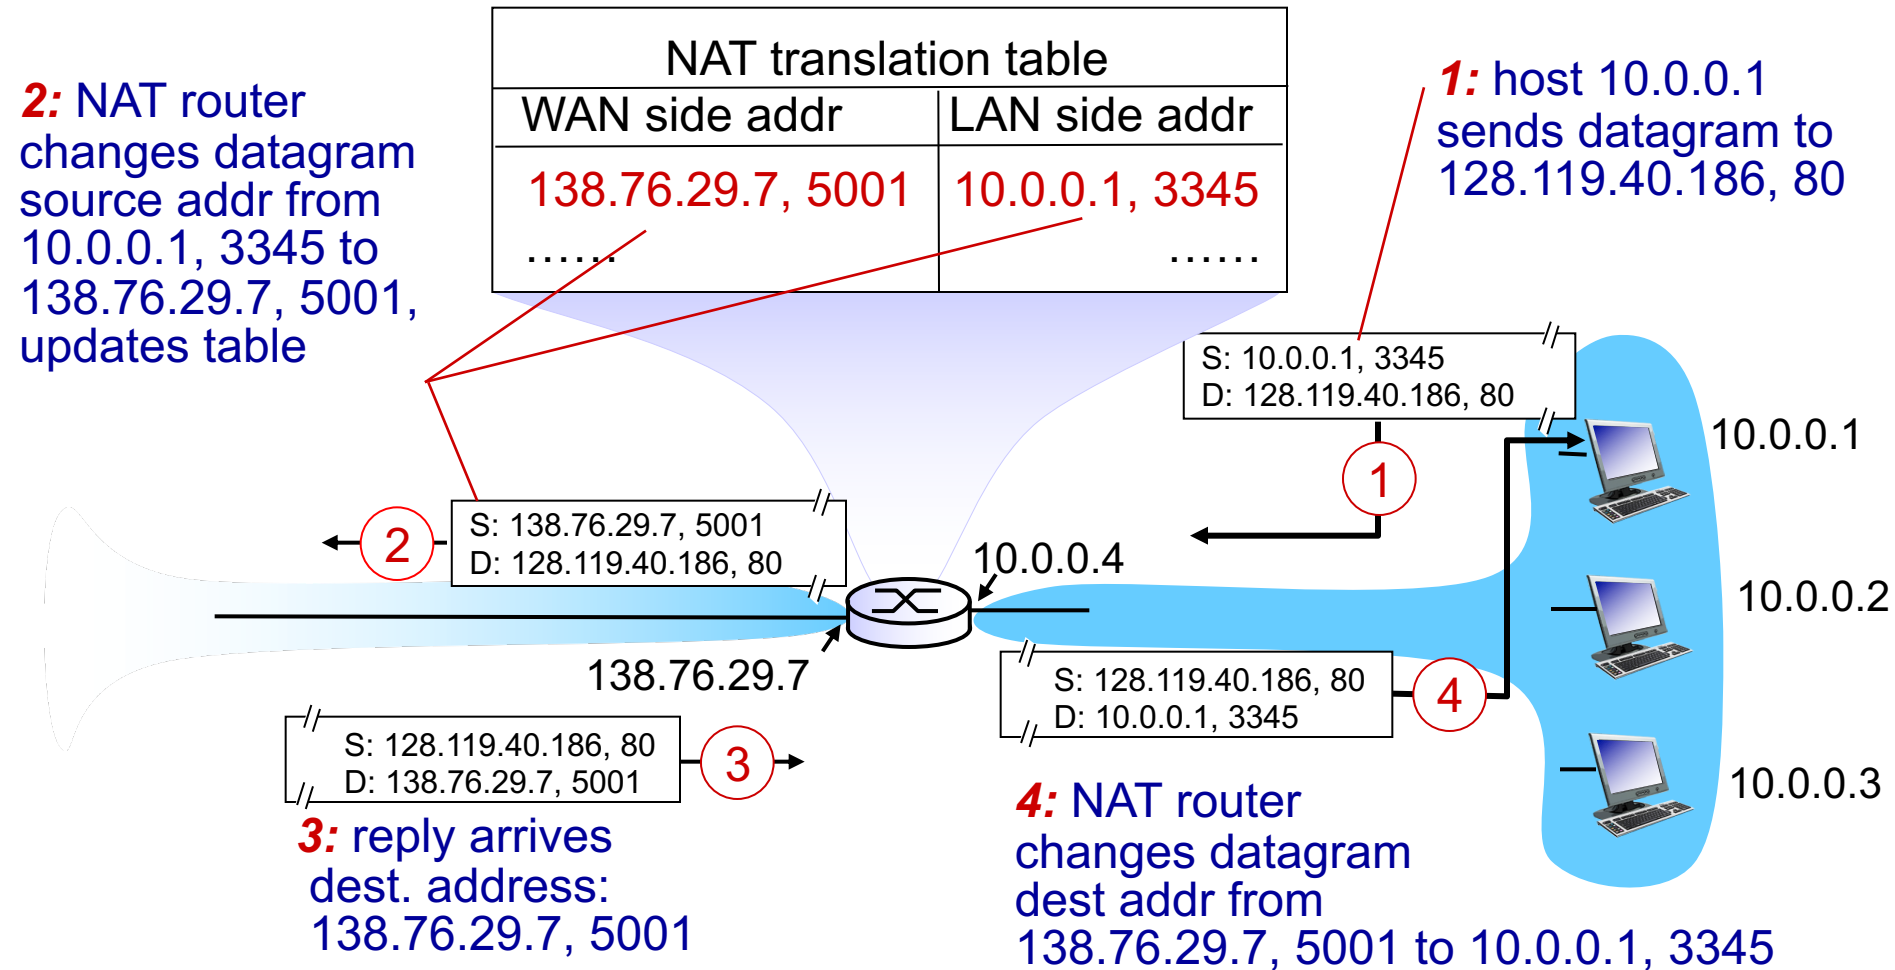 NAT translation table
WAN side addr LAN side addr
138.76.29.7, 5001 10.0.0.1, 3345
...... ......
2: NAT router
changes datagram
source addr from
10.0.0.1, 3345 to
138.76.29.7, 5001,
updates table
1: host 10.0.0.1
sends datagram to
128.119.40.186, 80
S: 10.0.0.1, 3345
D: 128.119.40.186, 80
1
10.0.0.1
S: 138.76.29.7, 5001
D: 128.119.40.186, 80
2
10.0.0.4
10.0.0.2
138.76.29.7
S: 128.119.40.186, 80
D: 10.0.0.1, 3345
4
S: 128.119.40.186, 80
D: 138.76.29.7, 5001
3
10.0.0.3
3: reply arrives
dest. address:
138.76.29.7, 5001
4: NAT router
changes datagram
dest addr from
138.76.29.7, 5001 to 10.0.0.1, 3345